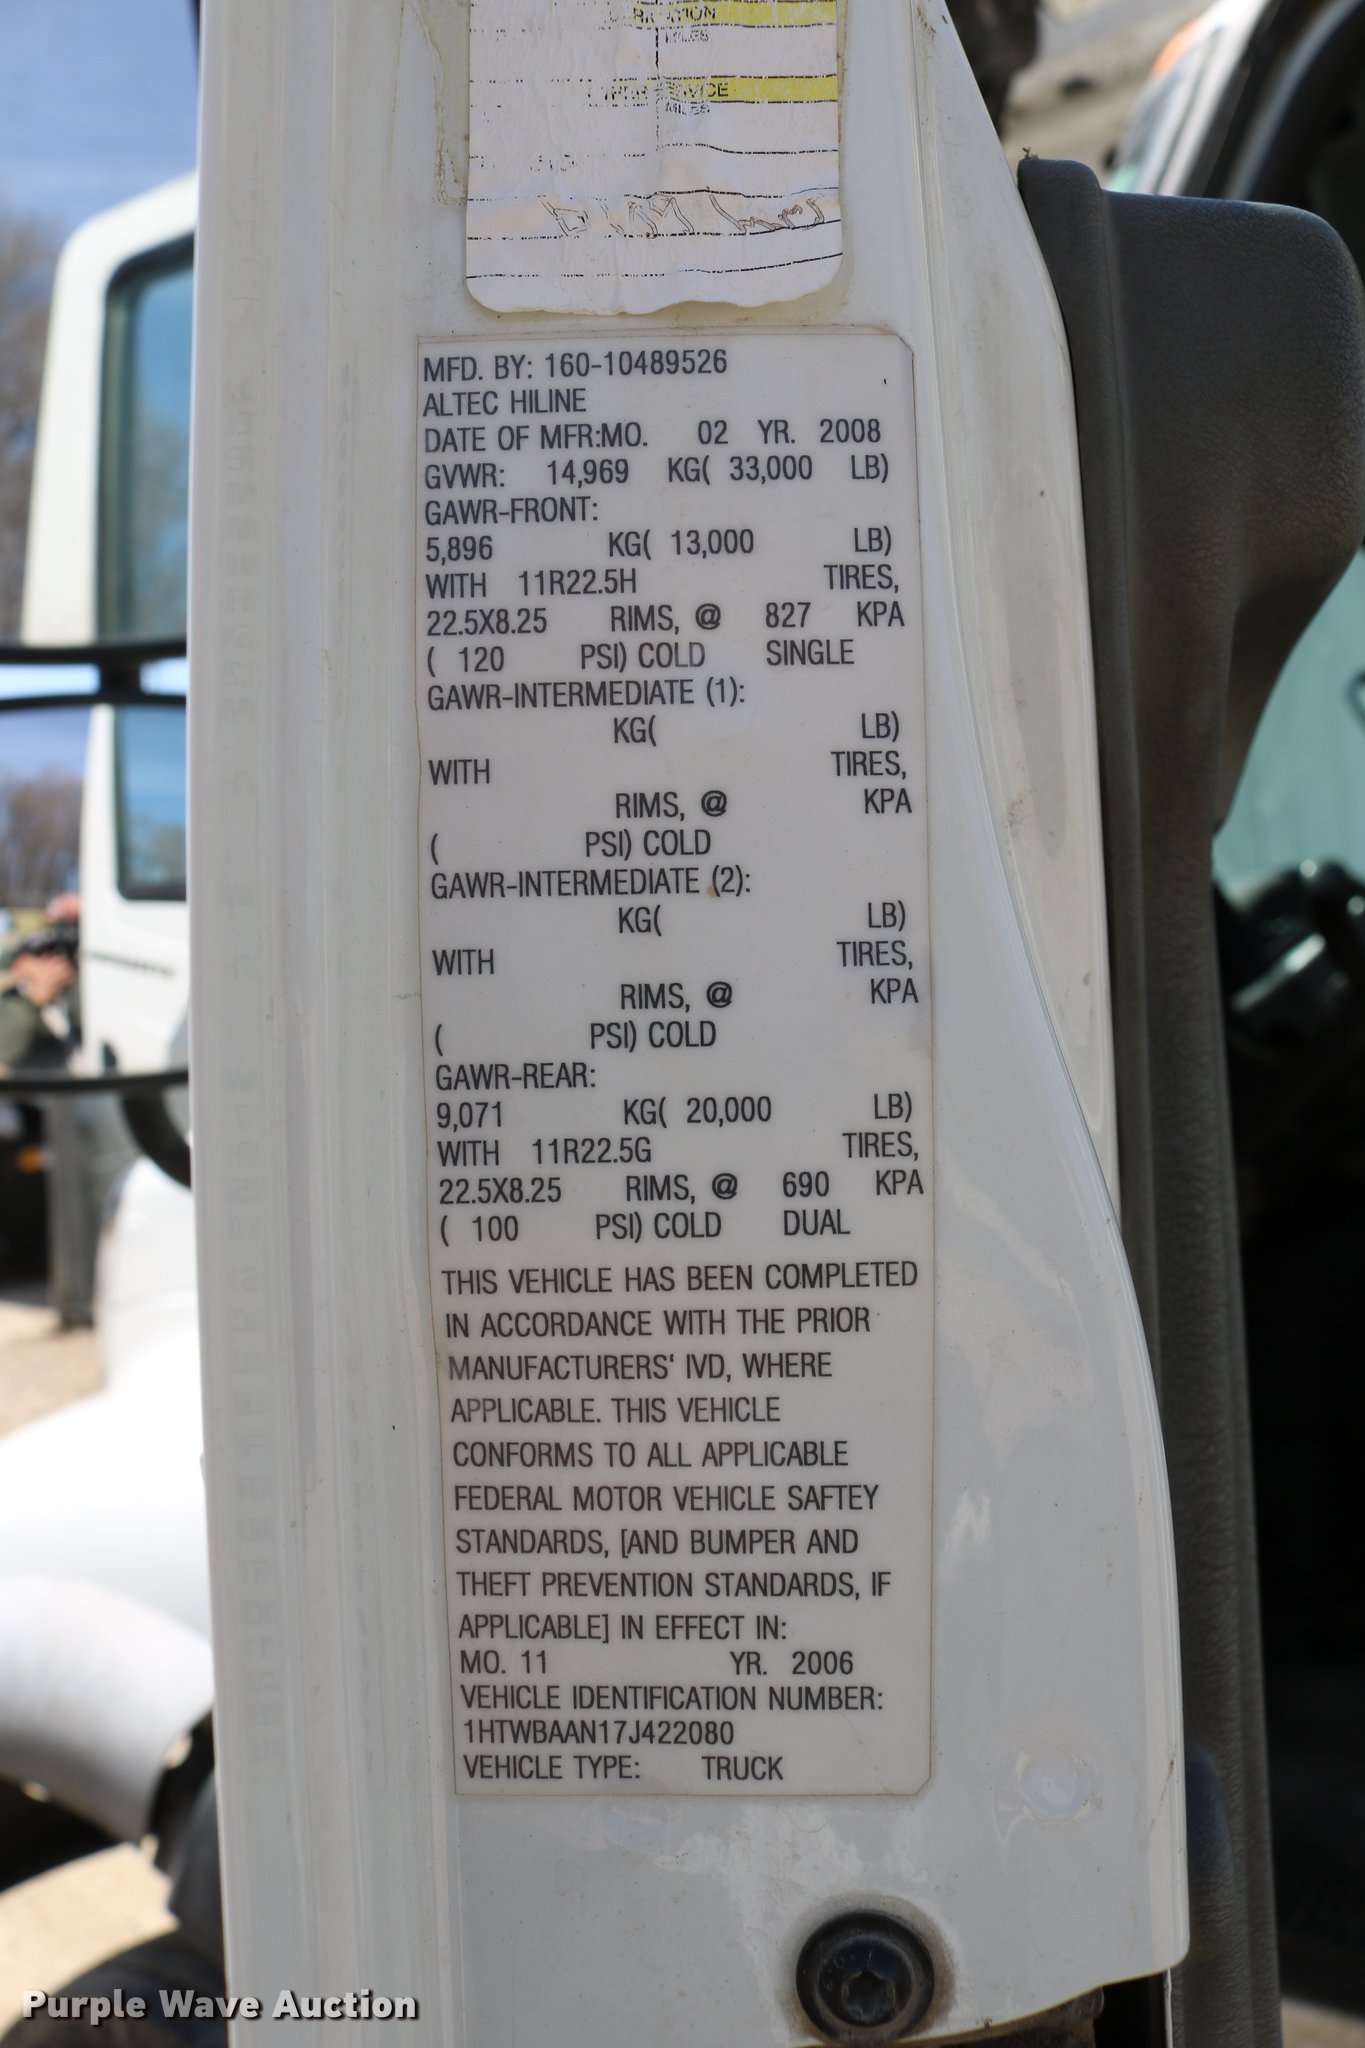 MILES
SERVICE
MILES
MFD. BY: 160-10489526
ALTEC HILINE
DATE OF MFR:MO. 02 YR. 2008
GVWR: 14,969 KG( 33,000 LB)
GAWR-FRONT:
5,896 KG( 13,000 LB)
WITH 11R22.5H TIRES,
22.5X8.25 RIMS, @ 827 KPA
( 120 PSI) COLD SINGLE
GAWR-INTERMEDIATE (1):
KG( LB)
WITH TIRES,
RIMS, @ KPA
( PSI) COLD
GAWR-INTERMEDIATE (2):
KG( LB)
WITH TIRES,
RIMS, @ KPA
( PSI) COLD
GAWR-REAR:
9,071 KG( 20,000 LB)
WITH 11R22.5G TIRES,
22.5X8.25 RIMS, @ 690 KPA
( 100 PSI) COLD DUAL
THIS VEHICLE HAS BEEN COMPLETED
IN ACCORDANCE WITH THE PRIOR
MANUFACTURERS' IVD, WHERE
APPLICABLE. THIS VEHICLE
CONFORMS TO ALL APPLICABLE
FEDERAL MOTOR VEHICLE SAFTEY
STANDARDS, [AND BUMPER AND
THEFT PREVENTION STANDARDS, IF
APPLICABLE] IN EFFECT IN:
MO. 11 YR. 2006
VEHICLE IDENTIFICATION NUMBER:
1HTWBAAN17J422080
VEHICLE TYPE: TRUCK
Purple Wave Auction